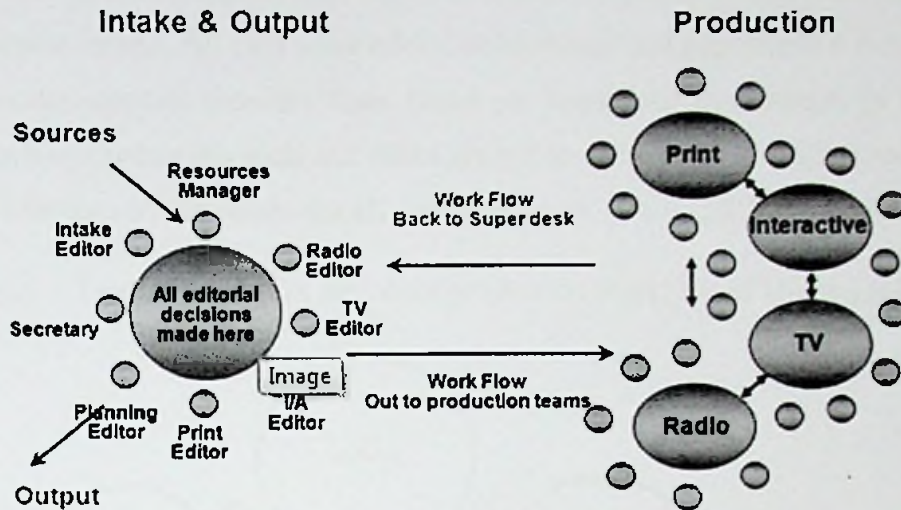 Intake & Output
Production
Sources
Resources
Manager
Intake
Editor
Radio
Editor
All editorial
decisions
made here
Secretary
TV
Editor
Image
I/A
Editor
Planning
Editor
Print
Editor
Output
Work Flow
Back to Superdesk
Work Flow
Out to production teams
Print
Interactive
TV
Radio